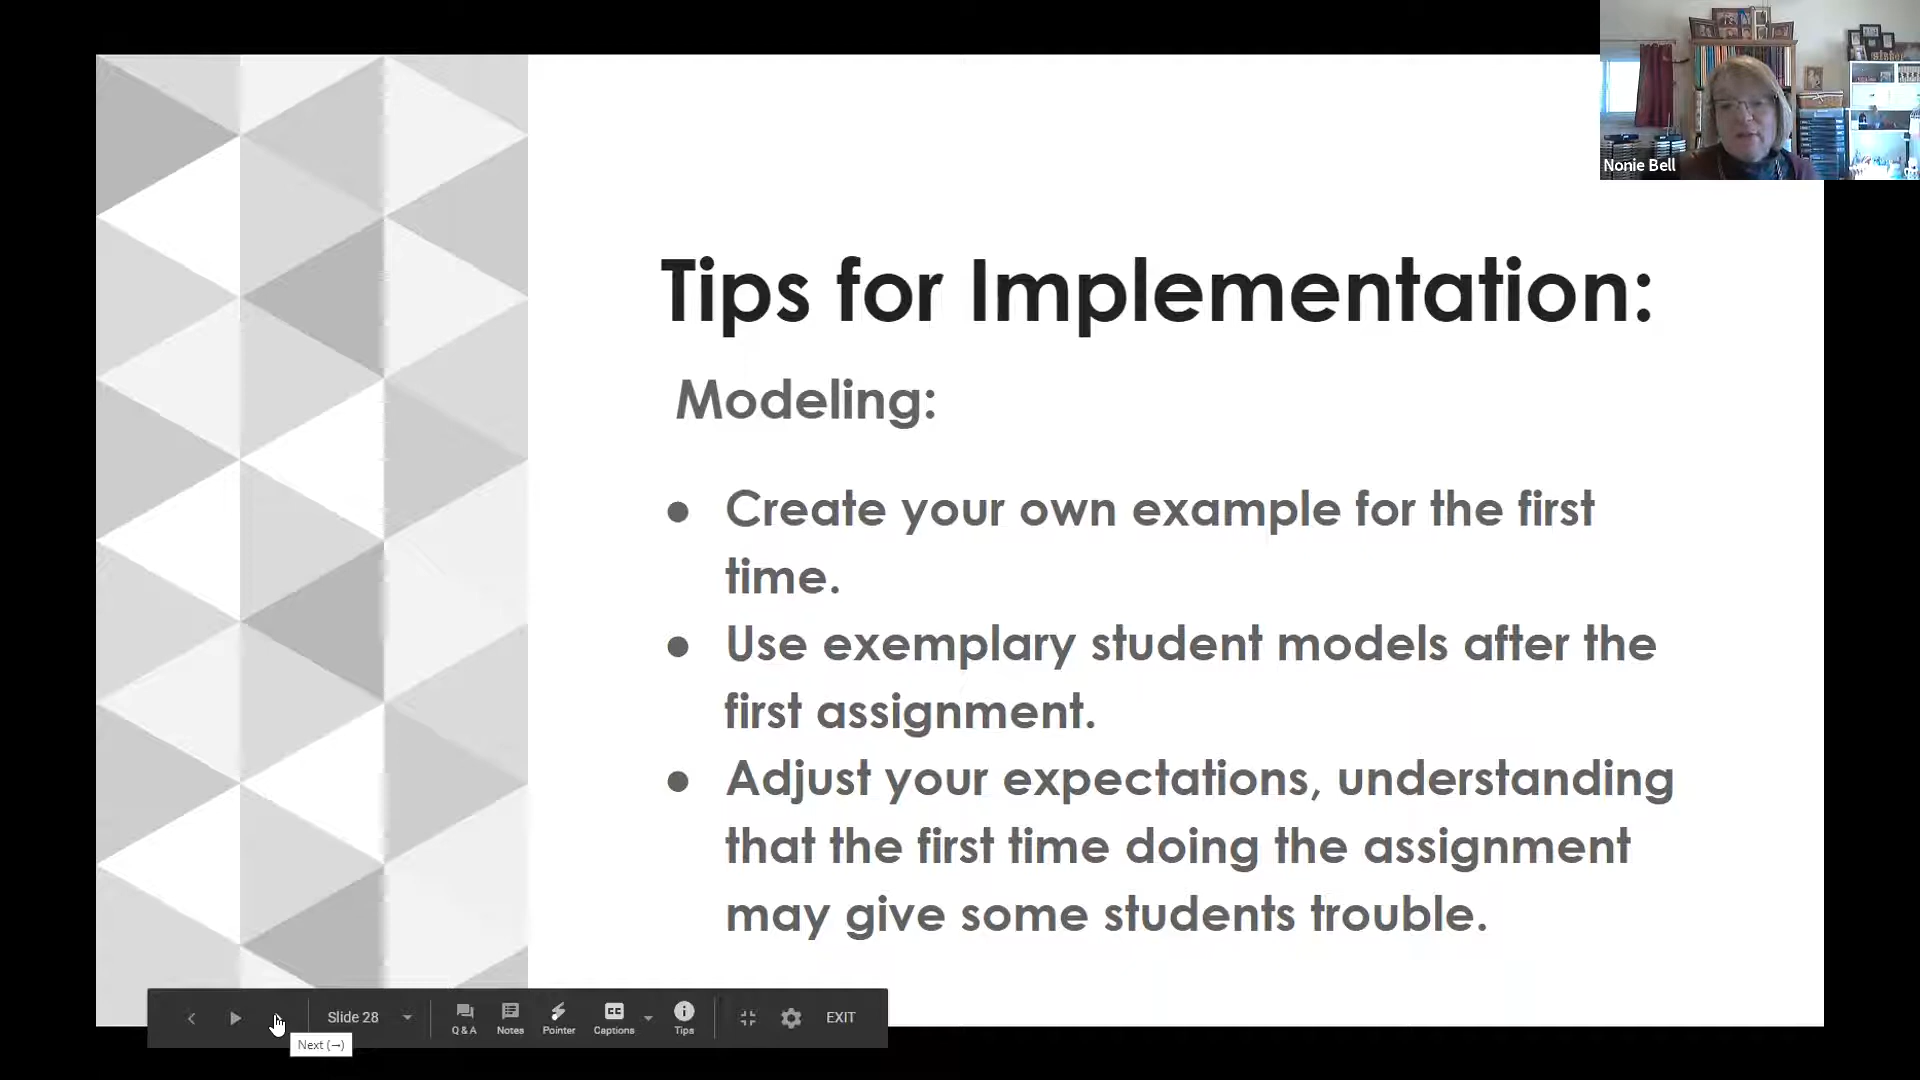 Nonie Bell
Tips for Implementation:
Modeling:
● Create your own example for the first
time.
● Use exemplary student models after the
first assignment.
● Adjust your expectations, understanding
that the first time doing the assignment
may give some students trouble.
Slide 28
Q & A
Notes
Pointer
CC
Captions
Tips
EXIT
Next (→)